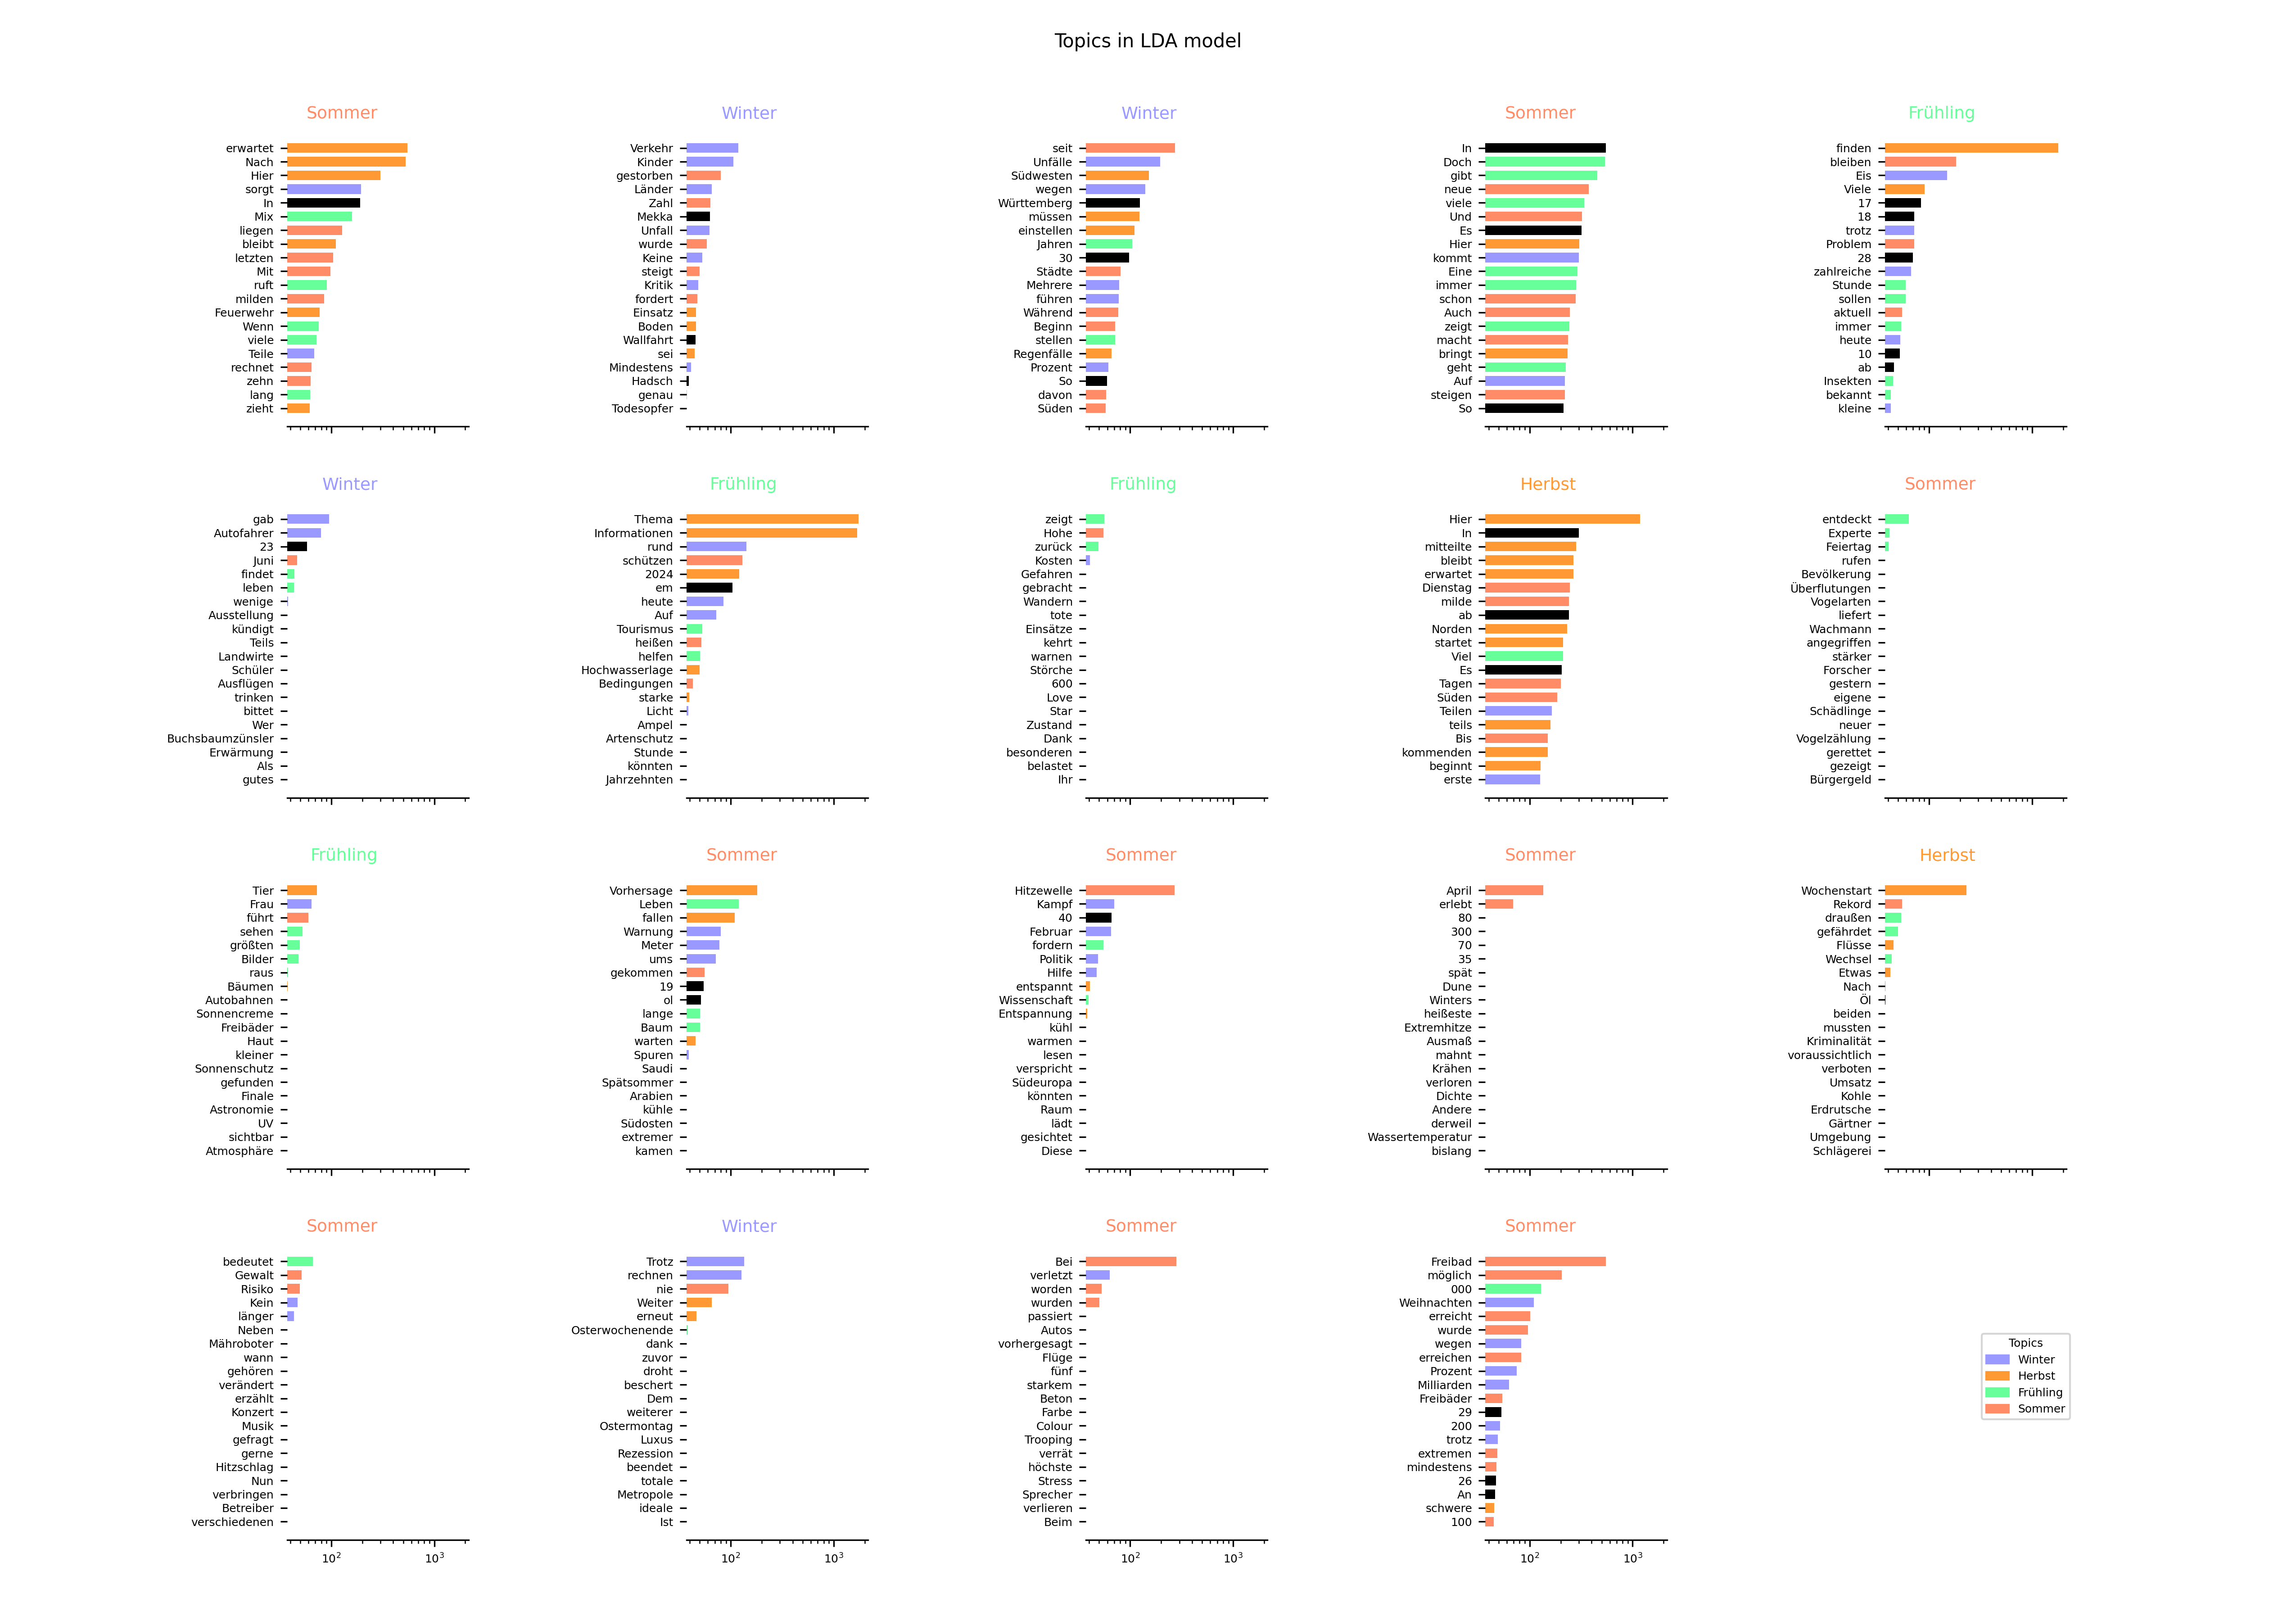 Topics in LDA model
Sommer
erwartet
Nach
Hier
sorgt
In
Mix
liegen
bleibt
letzten
Mit
ruft
milden
Feuerwehr
Wenn
viele
Teile
rechnet
zehn
lang
zieht
Winter
Verkehr
Kinder
gestorben
Länder
Zahl
Mekka
Unfall
wurde
Keine
steigt
Kritik
fordert
Einsatz
Boden
Wallfahrt
sei
Mindestens
Hadsch
genau
Todesopfer
Winter
seit
Unfälle
Südwesten
wegen
Württemberg
müssen
einstellen
Jahren
30
Städte
Mehrere
führen
Während
Beginn
stellen
Regenfälle
Prozent
So
davon
Süden
Sommer
In
Doch
gibt
neue
viele
Und
Es
Hier
kommt
Eine
immer
schon
Auch
zeigt
macht
bringt
geht
Auf
steigen
So
Frühling
finden
bleiben
Eis
Viele
17
18
trotz
Problem
28
zahlreiche
Stunde
sollen
aktuell
immer
heute
10
ab
Insekten
bekannt
kleine
Winter
gab
Autofahrer
23
Juni
findet
leben
wenige
Ausstellung
kündigt
Teils
Landwirte
Schüler
Ausflügen
trinken
bittet
Wer
Buchsbaumzünsler
Erwärmung
Als
gutes
Frühling
Thema
Informationen
rund
schützen
2024
em
heute
Auf
Tourismus
heißen
helfen
Hochwasserlage
Bedingungen
starke
Licht
Ampel
Artenschutz
Stunde
könnten
Jahrzehnten
Frühling
zeigt
Hohe
zurück
Kosten
Gefahren
gebracht
Wandern
tote
Einsätze
kehrt
warnen
Störche
600
Love
Star
Zustand
Dank
besonderen
belastet
Ihr
Herbst
Hier
In
mitteilte
bleibt
erwartet
Dienstag
milde
ab
Norden
startet
Viel
Es
Tagen
Süden
Teilen
teils
Bis
kommenden
beginnt
erste
Sommer
entdeckt
Experte
Feiertag
rufen
Bevölkerung
Überflutungen
Vogelarten
liefert
Wachmann
angegriffen
stärker
Forscher
gestern
eigene
Schädlinge
neuer
Vogelzählung
gerettet
gezeigt
Bürgergeld
Frühling
Tier
Frau
führt
sehen
größten
Bilder
raus
Bäumen
Autobahnen
Sonnencreme
Freibäder
Haut
kleiner
Sonnenschutz
gefunden
Finale
Astronomie
UV
sichtbar
Atmosphäre
Sommer
Vorhersage
Leben
fallen
Warnung
Meter
ums
gekommen
19
ol
lange
Baum
warten
Spuren
Saudi
Spätsommer
Arabien
kühle
Südosten
extremer
kamen
Sommer
Hitzewelle
Kampf
40
Februar
fordern
Politik
Hilfe
entspannt
Wissenschaft
Entspannung
kühl
warmen
lesen
verspricht
Südeuropa
könnten
Raum
lädt
gesichtet
Diese
Sommer
April
erlebt
80
300
70
35
spät
Dune
Winters
heißeste
Extremhitze
Ausmaß
mahnt
Krähen
verloren
Dichte
Andere
derweil
Wassertemperatur
bislang
Herbst
Wochenstart
Rekord
draußen
gefährdet
Flüsse
Wechsel
Etwas
Nach
Öl
beiden
mussten
Kriminalität
voraussichtlich
verboten
Umsatz
Kohle
Erdrutsche
Gärtner
Umgebung
Schlägerei
Sommer
bedeutet
Gewalt
Risiko
Kein
länger
Neben
Mähroboter
wann
gehören
verändert
erzählt
Konzert
Musik
gefragt
gerne
Hitzschlag
Nun
verbringen
Betreiber
verschiedenen
10²
10³
Winter
Trotz
rechnen
nie
Weiter
erneut
Osterwochenende
dank
zuvor
droht
beschert
Dem
weiterer
Ostermontag
Luxus
Rezession
beendet
totale
Metropole
ideale
Ist
10²
10³
Sommer
Bei
verletzt
worden
wurden
passiert
Autos
vorhergesagt
Flüge
fünf
starkem
Beton
Farbe
Colour
Trooping
verrät
höchste
Stress
Sprecher
verlieren
Beim
10²
10³
Sommer
Freibad
möglich
000
Weihnachten
erreicht
wurde
wegen
erreichen
Prozent
Milliarden
Freibäder
29
200
trotz
extremen
mindestens
26
An
schwere
100
10²
10³
Topics
Winter
Herbst
Frühling
Sommer